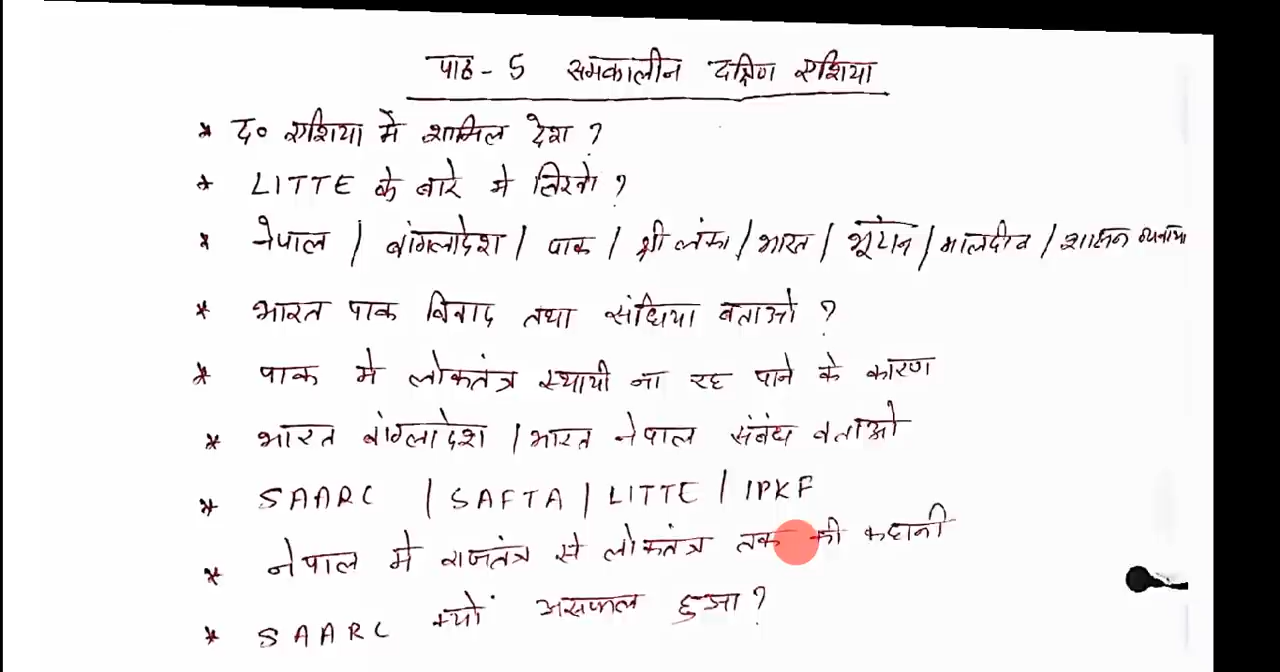 पाठ - 5 समकालीन दक्षिण एशिया
* द० एशिया में शामिल देश ?
* LITTE के बारे मे लिखो ?
* नेपाल / बांग्लादेश / पाक / श्री लंका / भारत / भूटान / मालदीव / शासन
* भारत पाक विवाद तथा संधिया बताओ ?
* पाक मे लोकतंत्र स्थायी ना रह पाने के कारण
* भारत बांग्लादेश / भारत नेपाल संबंध बताओ
* SAARC / SAFTA / LITTE / IPKF
* नेपाल मे राजतंत्र से लोकतंत्र तक की कहानी
* SAARC क्यों असफल हुआ ?